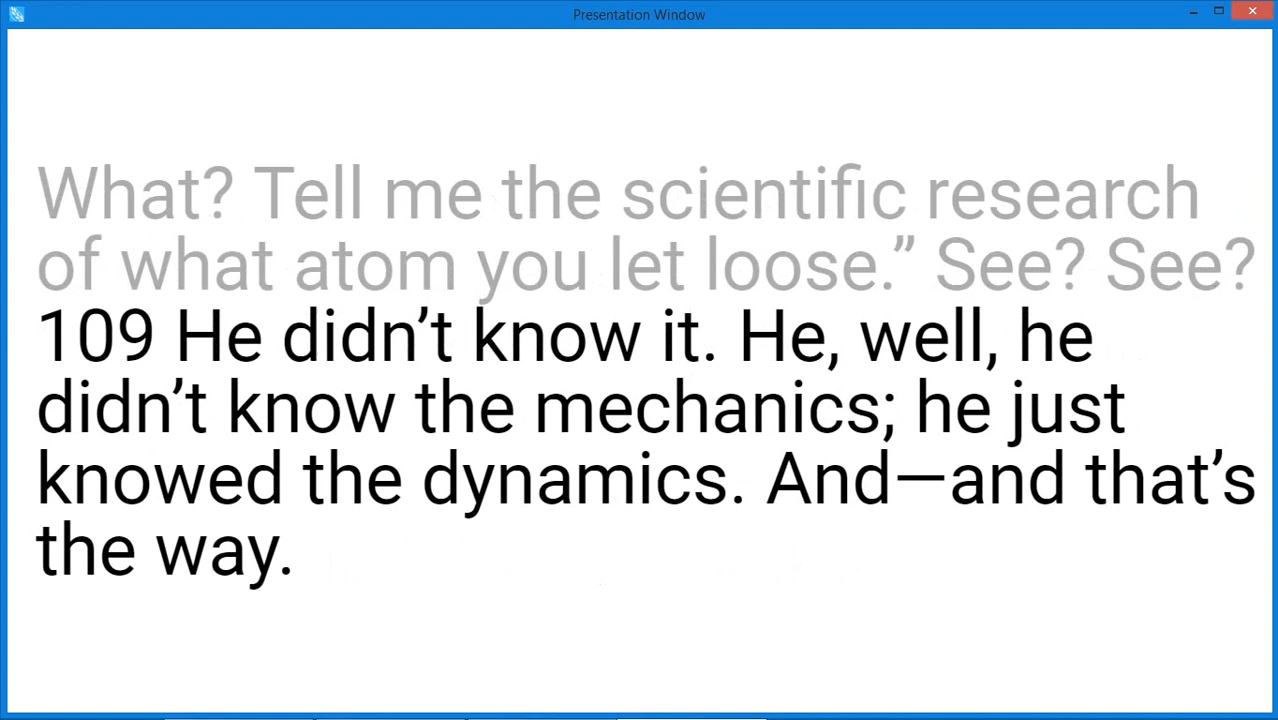 Presentation Window
What? Tell me the scientific research
of what atom you let loose.” See? See?
109 He didn’t know it. He, well, he
didn’t know the mechanics; he just
knowed the dynamics. And—and that’s
the way.